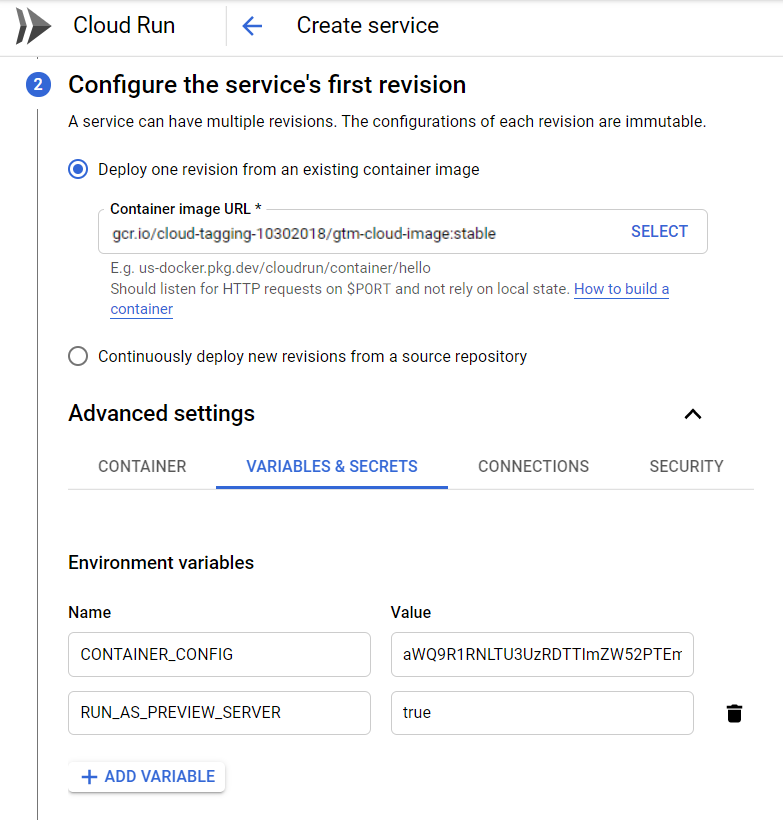 Cloud Run
Create service
2
Configure the service's first revision
A service can have multiple revisions. The configurations of each revision are immutable.
Deploy one revision from an existing container image
Container image URL *
gcr.io/cloud-tagging-10302018/gtm-cloud-image:stable
SELECT
E.g. us-docker.pkg.dev/cloudrun/container/hello
Should listen for HTTP requests on $PORT and not rely on local state. How to build a
container
Continuously deploy new revisions from a source repository
Advanced settings
CONTAINER VARIABLES & SECRETS CONNECTIONS SECURITY
Environment variables
Name Value
CONTAINER_CONFIG aWQ9R1RNLTU3UzRDTTImZW52PTEm
RUN_AS_PREVIEW_SERVER true
+ ADD VARIABLE